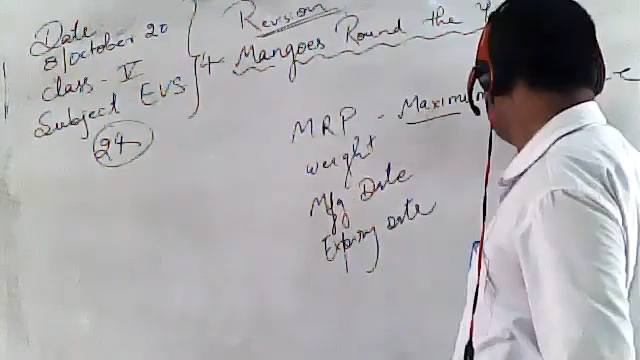 Date
8/October 20
Class - V
Subject EVS
24
Revision
4- Mangoes Round the Y
MRP - Maximum
weight
Mfg Date
Expiry Date